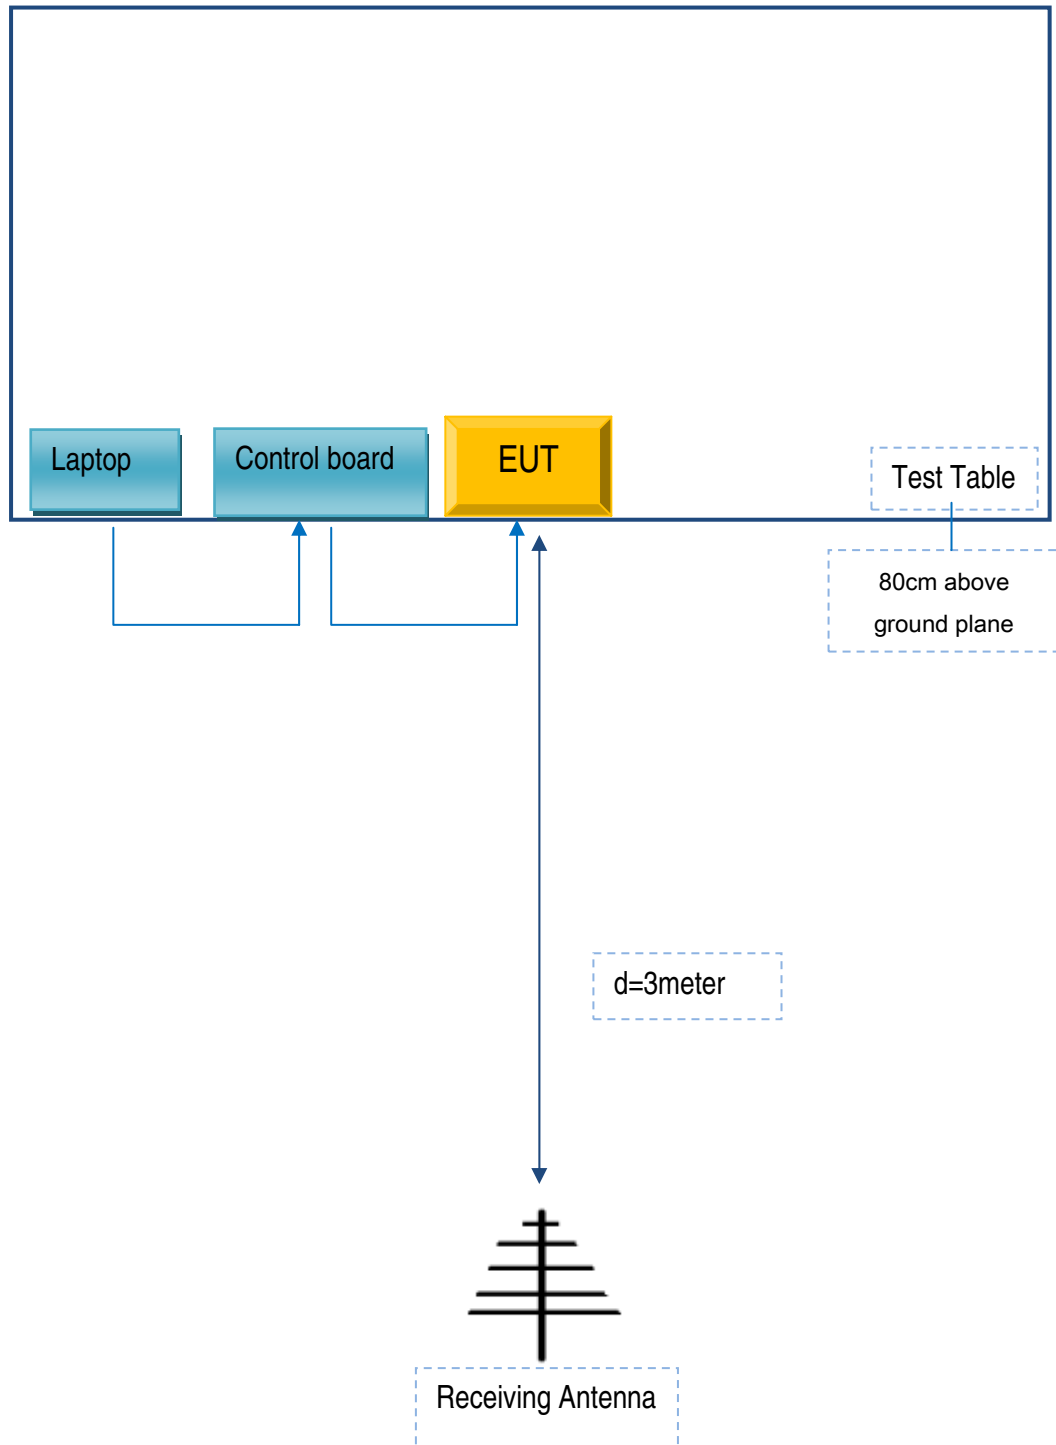 Laptop
Control board
EUT
Test Table
80cm above
ground plane
d=3meter
Receiving Antenna